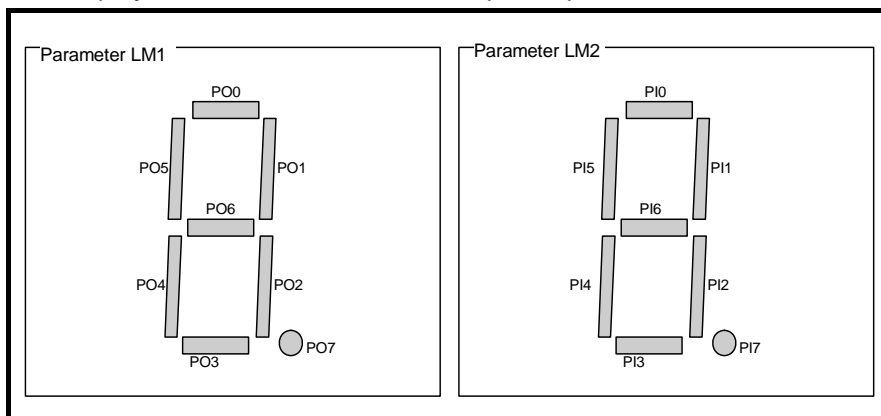 Parameter LM1
PO0
PO5
PO1
PO6
PO4
PO2
PO7
PO3
Parameter LM2
PI0
PI5
PI1
PI6
PI4
PI2
PI7
PI3